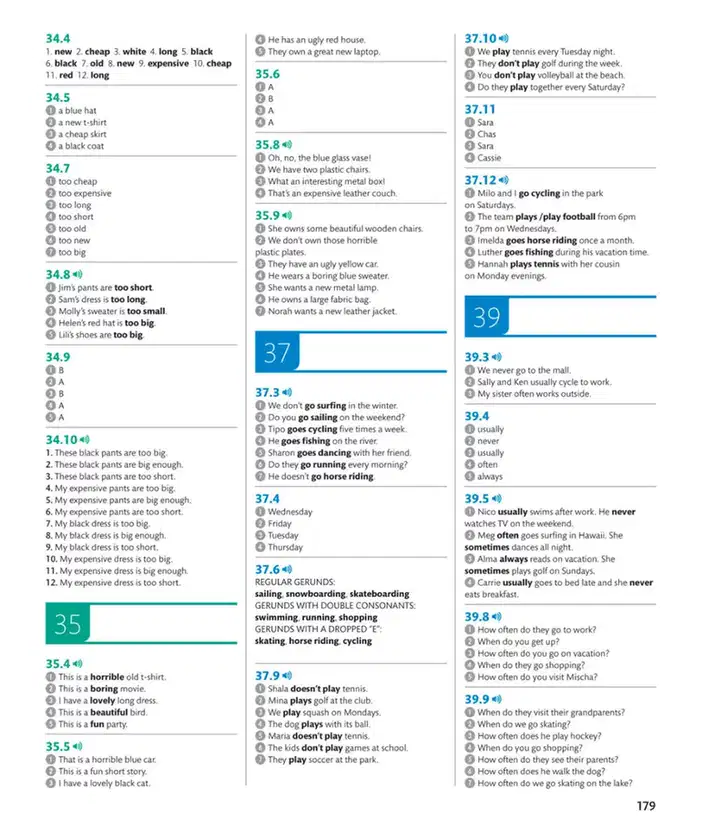 34.4
1. new 2. cheap 3. white 4. long 5. black
6. black 7. old 8. new 9. expensive 10. cheap
11. red 12. long
34.5
1 a blue hat
2 a new t-shirt
3 a cheap skirt
4 a black coat
34.7
1 too cheap
2 too expensive
3 too long
4 too short
5 too old
6 too new
7 too big
34.8
1 Jim's pants are too short.
2 Sam's dress is too long.
3 Molly's sweater is too small.
4 Helen's red hat is too big.
5 Lili's shoes are too big.
34.9
1 B
2 A
3 B
4 A
5 A
34.10
1. These black pants are too big.
2. These black pants are big enough.
3. These black pants are too short.
4. My expensive pants are too big.
5. My expensive pants are big enough.
6. My expensive pants are too short.
7. My black dress is too big.
8. My black dress is big enough.
9. My black dress is too short.
10. My expensive dress is too big.
11. My expensive dress is big enough.
12. My expensive dress is too short.
35
35.4
1 This is a horrible old t-shirt.
2 This is a boring movie.
3 I have a lovely long dress.
4 This is a beautiful bird.
5 This is a fun party.
35.5
1 That is a horrible blue car.
2 This is a fun short story.
3 I have a lovely black cat.
4 He has an ugly red house.
5 They own a great new laptop.
35.6
1 A
2 B
3 A
4 A
35.8
1 Oh, no, the blue glass vase!
2 We have two plastic chairs.
3 What an interesting metal box!
4 That's an expensive leather couch.
35.9
1 She owns some beautiful wooden chairs.
2 We don't own those horrible
plastic plates.
3 They have an ugly yellow car.
4 He wears a boring blue sweater.
5 She wants a new metal lamp.
6 He owns a large fabric bag.
7 Norah wants a new leather jacket.
37
37.3
1 We don't go surfing in the winter.
2 Do you go sailing on the weekend?
3 Tipo goes cycling five times a week.
4 He goes fishing on the river.
5 Sharon goes dancing with her friend.
6 Do they go running every morning?
7 He doesn't go horse riding.
37.4
1 Wednesday
2 Friday
3 Tuesday
4 Thursday
37.6
REGULAR GERUNDS:
sailing, snowboarding, skateboarding
GERUNDS WITH DOUBLE CONSONANTS:
swimming, running, shopping
GERUNDS WITH A DROPPED "E":
skating, horse riding, cycling
37.9
1 Shala doesn't play tennis.
2 Mina plays golf at the club.
3 We play squash on Mondays.
4 The dog plays with its ball.
5 Maria doesn't play tennis.
6 The kids don't play games at school.
7 They play soccer at the park.
37.10
1 We play tennis every Tuesday night.
2 They don't play golf during the week.
3 You don't play volleyball at the beach.
4 Do they play together every Saturday?
37.11
1 Sara
2 Chas
3 Sara
4 Cassie
37.12
1 Milo and I go cycling in the park
on Saturdays.
2 The team plays /play football from 6pm
to 7pm on Wednesdays.
3 Imelda goes horse riding once a month.
4 Luther goes fishing during his vacation time.
5 Hannah plays tennis with her cousin
on Monday evenings.
39
39.3
1 We never go to the mall.
2 Sally and Ken usually cycle to work.
3 My sister often works outside.
39.4
1 usually
2 never
3 usually
4 often
5 always
39.5
1 Nico usually swims after work. He never
watches TV on the weekend.
2 Meg often goes surfing in Hawaii. She
sometimes dances all night.
3 Alma always reads on vacation. She
sometimes plays golf on Sundays.
4 Carrie usually goes to bed late and she never
eats breakfast.
39.8
1 How often do they go to work?
2 When do you get up?
3 How often do you go on vacation?
4 When do they go shopping?
5 How often do you visit Mischa?
39.9
1 When do they visit their grandparents?
2 When do we go skating?
3 How often does he play hockey?
4 When do you go shopping?
5 How often do they see their parents?
6 How often does he walk the dog?
7 How often do we go skating on the lake?
179